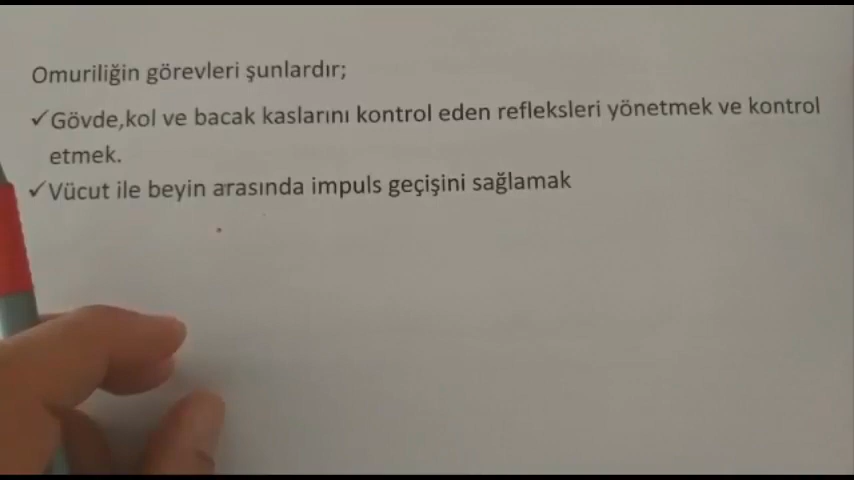 Omuriliğin görevleri şunlardır;
✓Gövde,kol ve bacak kaslarını kontrol eden refleksleri yönetmek ve kontrol
etmek.
✓Vücut ile beyin arasında impuls geçişini sağlamak